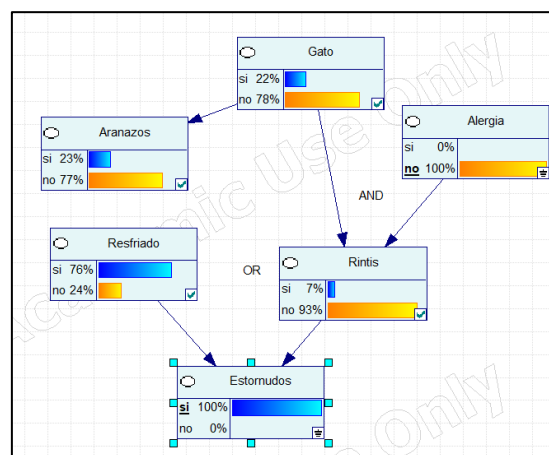 Gato
si 22%
no 78%
Aranazos
si 23%
no 77%
Alergia
si 0%
no 100%
AND
Resfriado
si 76%
no 24%
OR
Rintis
si 7%
no 93%
Estornudos
si 100%
no 0%
Academic Use Only